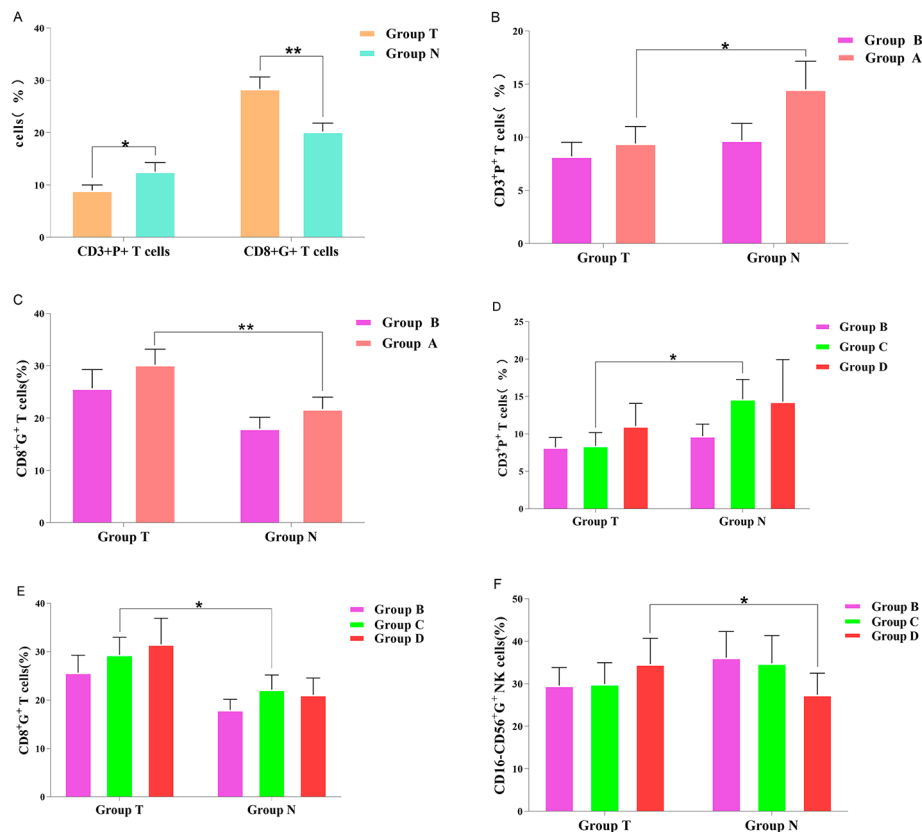 A
Group T
Group N
cells( %)
40
30
20
10
0
*
**
CD3+P+ T cells
CD8+G+ T cells
B
Group B
Group A
CD3+P+ T cells( %)
20
15
10
5
0
*
Group T
Group N
C
Group B
Group A
CD8+G+ T cells(%)
40
30
20
10
0
**
Group T
Group N
D
Group B
Group C
Group D
CD3+P+ T cells( %)
25
20
15
10
5
0
*
Group T
Group N
E
Group B
Group C
Group D
CD8+G+ T cells(%)
40
30
20
10
0
*
Group T
Group N
F
Group B
Group C
Group D
CD16-CD56+G+ NK cells(%)
50
40
30
20
10
0
*
Group T
Group N